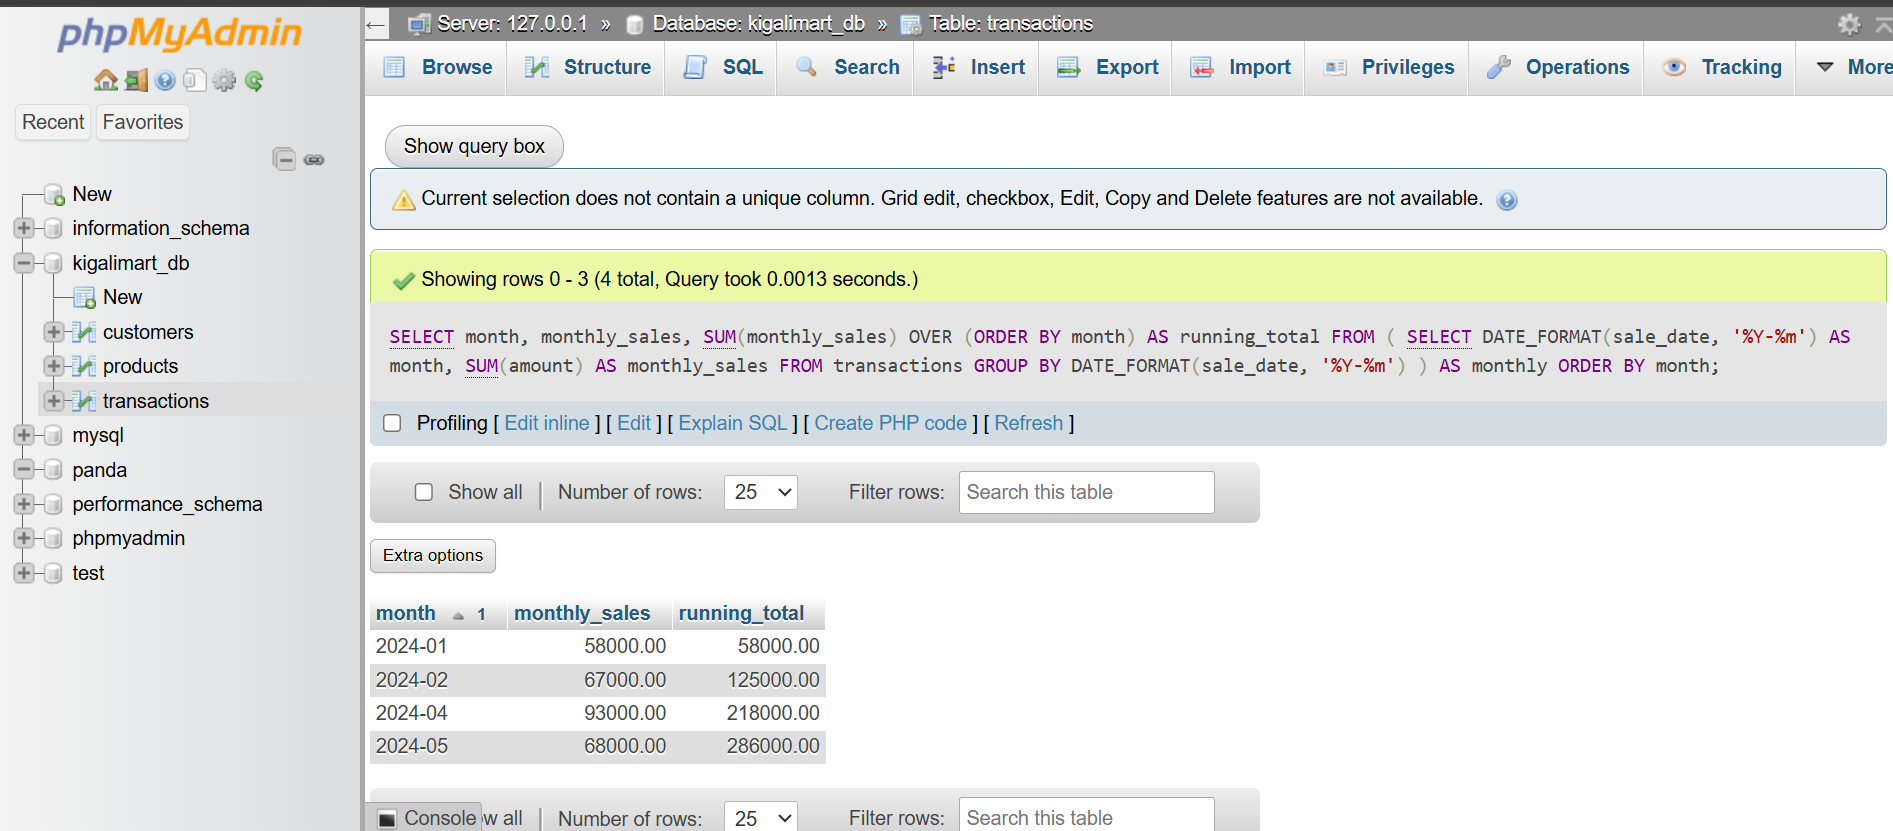 phpMyAdmin
Recent Favorites
New
information_schema
kigalimart_db
New
customers
products
transactions
mysql
panda
performance_schema
phpmyadmin
test
Server: 127.0.0.1 » Database: kigalimart_db » Table: transactions
Browse Structure SQL Search Insert Export Import Privileges Operations Tracking More
Show query box
Current selection does not contain a unique column. Grid edit, checkbox, Edit, Copy and Delete features are not available.
Showing rows 0 - 3 (4 total, Query took 0.0013 seconds.)
SELECT month, monthly_sales, SUM(monthly_sales) OVER (ORDER BY month) AS running_total FROM ( SELECT DATE_FORMAT(sale_date, '%Y-%m') AS
month, SUM(amount) AS monthly_sales FROM transactions GROUP BY DATE_FORMAT(sale_date, '%Y-%m') ) AS monthly ORDER BY month;
Profiling [ Edit inline ] [ Edit ] [ Explain SQL ] [ Create PHP code ] [ Refresh ]
Show all | Number of rows: 25 Filter rows: Search this table
Extra options
month 1 monthly_sales running_total
2024-01 58000.00 58000.00
2024-02 67000.00 125000.00
2024-04 93000.00 218000.00
2024-05 68000.00 286000.00
Console w all | Number of rows: 25 Filter rows: Search this table